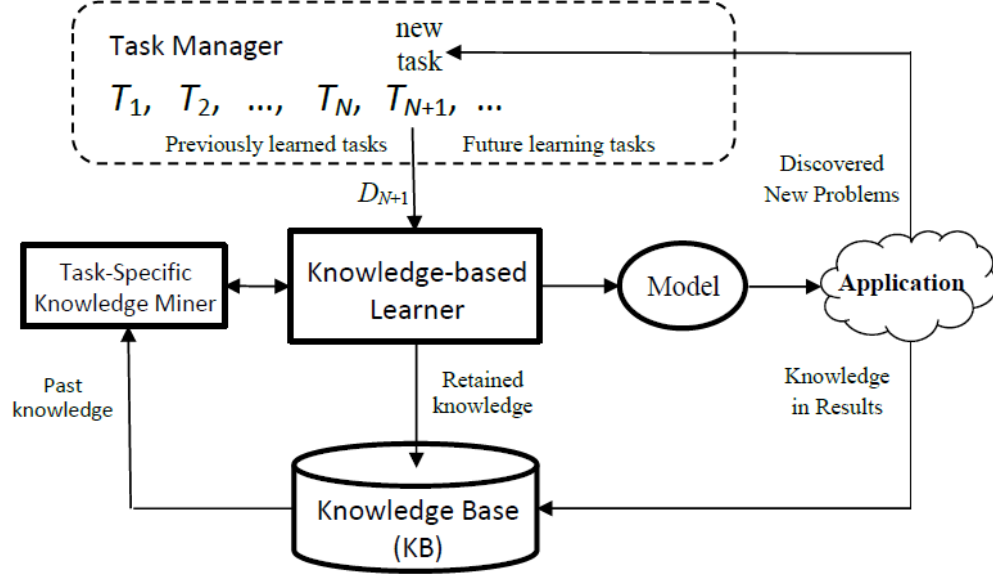 new
Task Manager
task
T1, T2, ..., TN, TN+1, ...
Previously learned tasks
Future learning tasks
Discovered
New Problems
DN+1
Task-Specific
Knowledge Miner
Knowledge-based
Learner
Model
Application
Past
knowledge
Retained
knowledge
Knowledge
in Results
Knowledge Base
(KB)